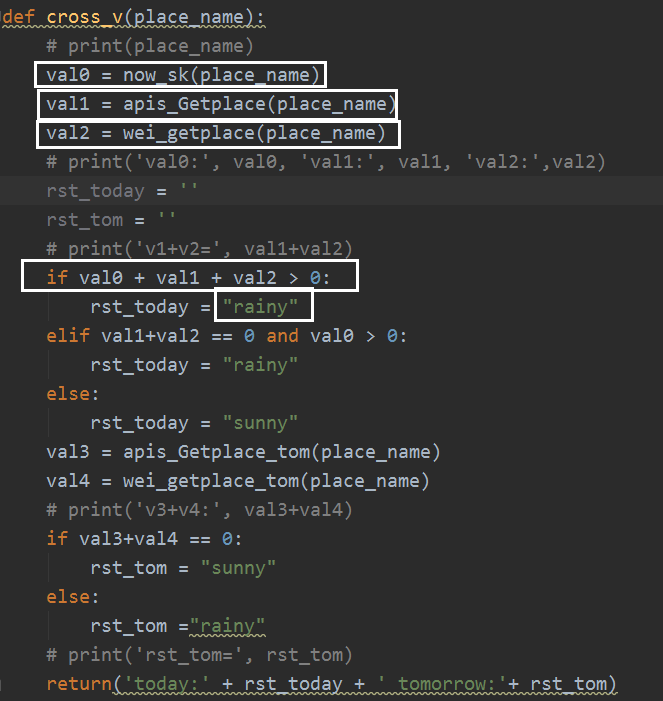 def cross_v(place_name):
    # print(place_name)
    val0 = now_sk(place_name)
    val1 = apis_Getplace(place_name)
    val2 = wei_getplace(place_name)
    # print('val0:', val0, 'val1:', val1, 'val2:',val2)
    rst_today = ''
    rst_tom = ''
    # print('v1+v2=', val1+val2)
    if val0 + val1 + val2 > 0:
        rst_today = "rainy"
    elif val1+val2 == 0 and val0 > 0:
        rst_today = "rainy"
    else:
        rst_today = "sunny"
    val3 = apis_Getplace_tom(place_name)
    val4 = wei_getplace_tom(place_name)
    # print('v3+v4:', val3+val4)
    if val3+val4 == 0:
        rst_tom = "sunny"
    else:
        rst_tom ="rainy"
    # print('rst_tom=', rst_tom)
    return('today:' + rst_today + ' tomorrow:'+ rst_tom)